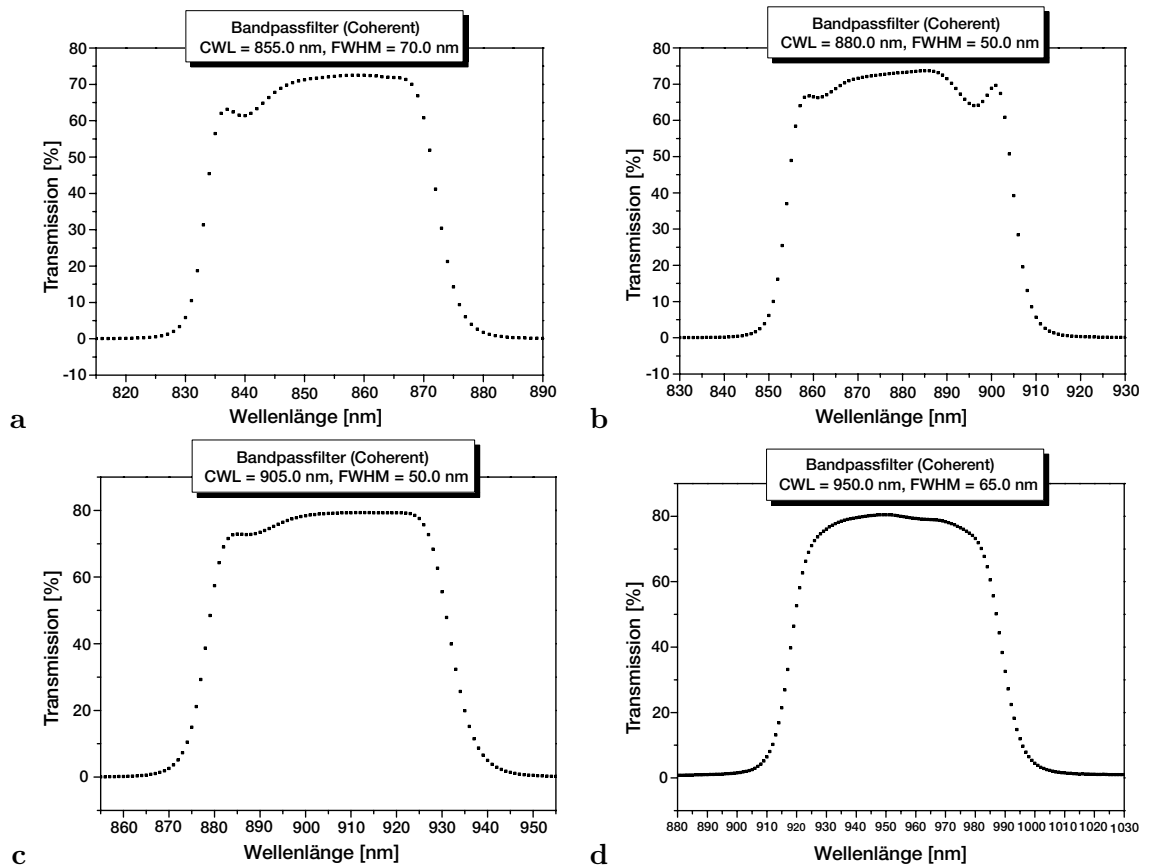 Bandpassfilter (Coherent)
CWL = 855.0 nm, FWHM = 70.0 nm
80
70
60
50
40
30
20
10
0
-10
Transmission [%]
820 830 840 850 860 870 880 890
Wellenlänge [nm]
a
Bandpassfilter (Coherent)
CWL = 880.0 nm, FWHM = 50.0 nm
80
70
60
50
40
30
20
10
0
-10
Transmission [%]
830 840 850 860 870 880 890 900 910 920 930
Wellenlänge [nm]
b
Bandpassfilter (Coherent)
CWL = 905.0 nm, FWHM = 50.0 nm
80
60
40
20
0
Transmission [%]
860 870 880 890 900 910 920 930 940 950
Wellenlänge [nm]
c
Bandpassfilter (Coherent)
CWL = 950.0 nm, FWHM = 65.0 nm
80
60
40
20
0
Transmission [%]
880 890 900 910 920 930 940 950 960 970 980 990 1000 1010 1020 1030
Wellenlänge [nm]
d